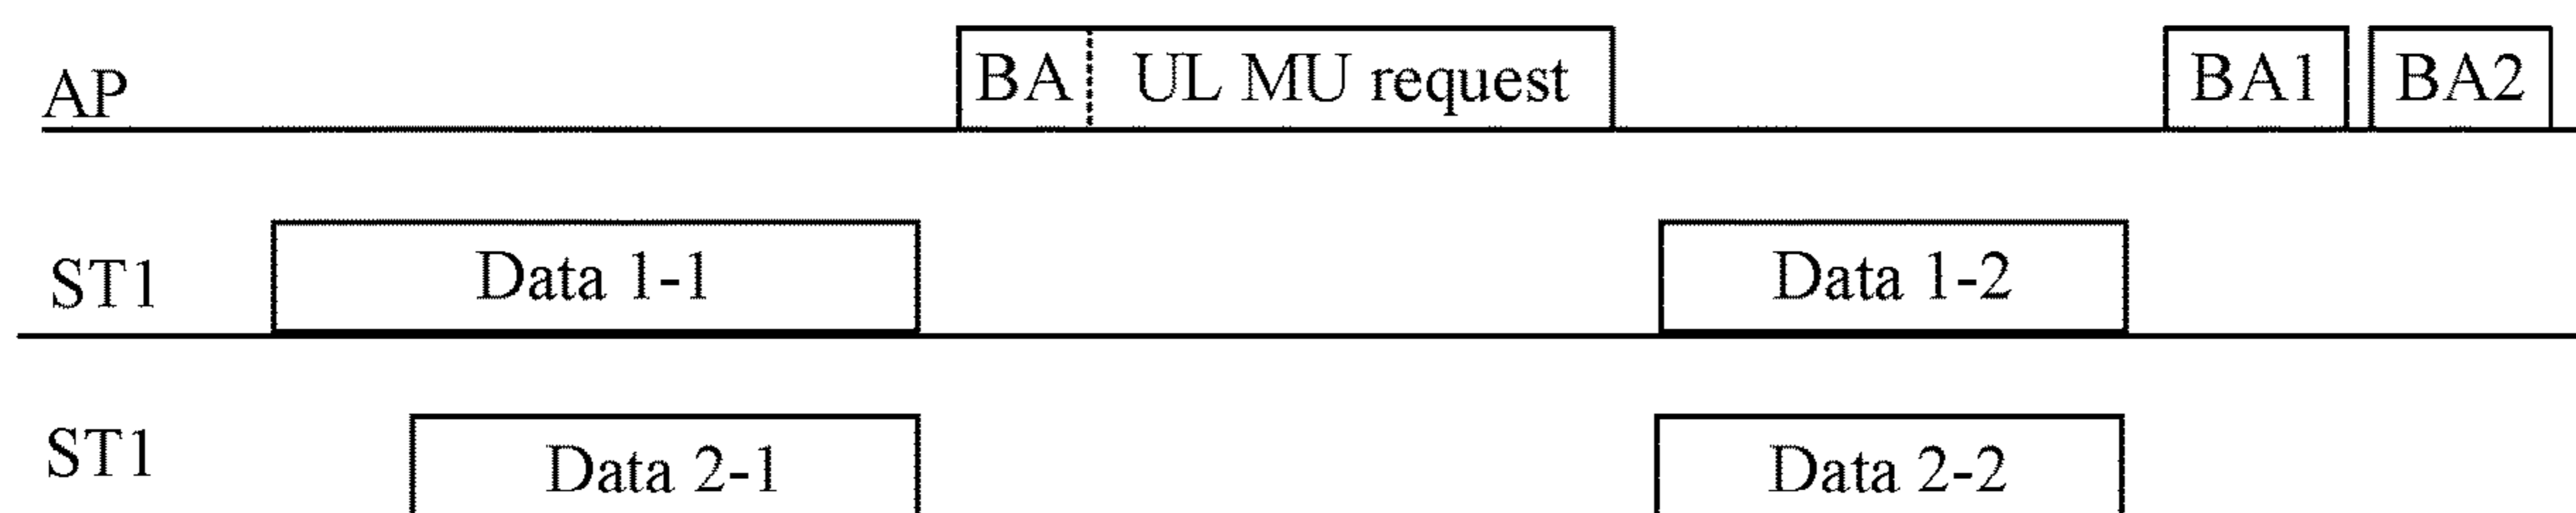 AP BA UL MU request BA1 BA2
ST1 Data 1-1 Data 1-2
ST1 Data 2-1 Data 2-2